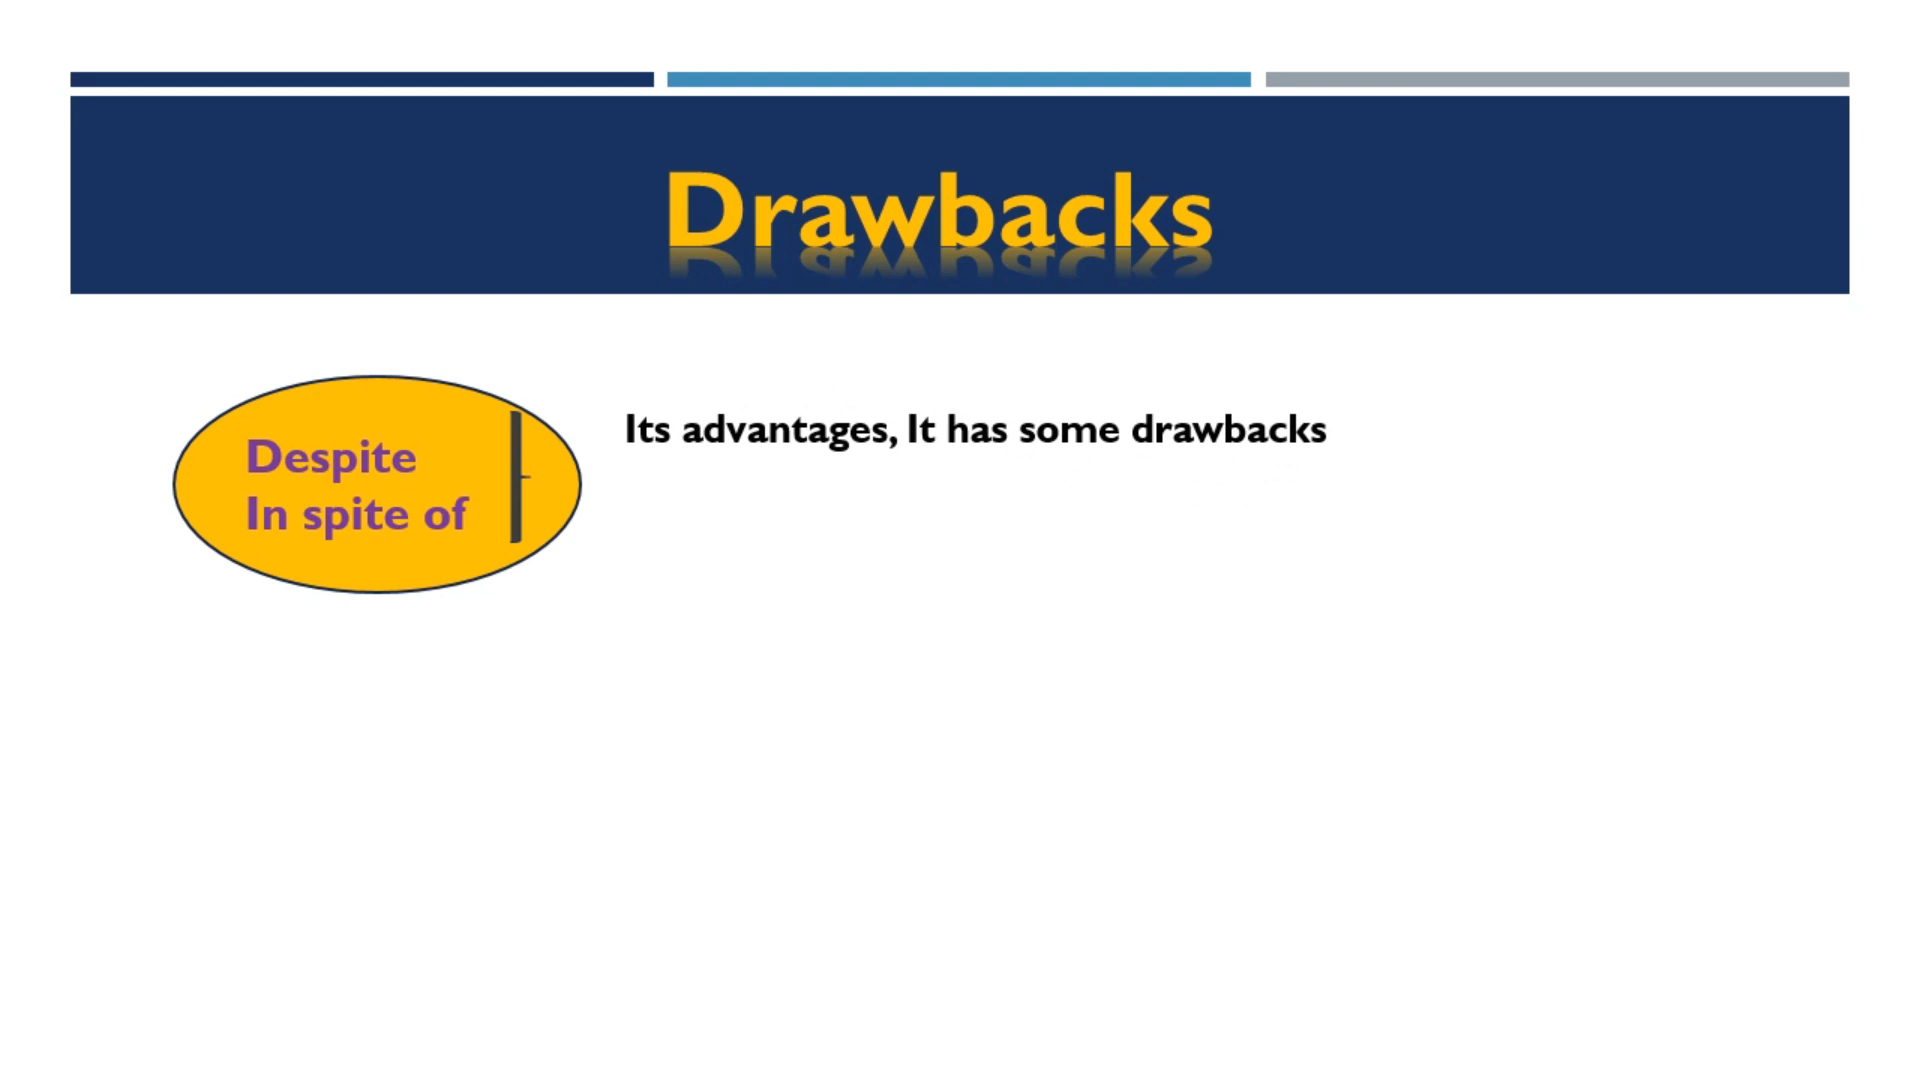 Drawbacks
Despite
In spite of
Its advantages, It has some drawbacks